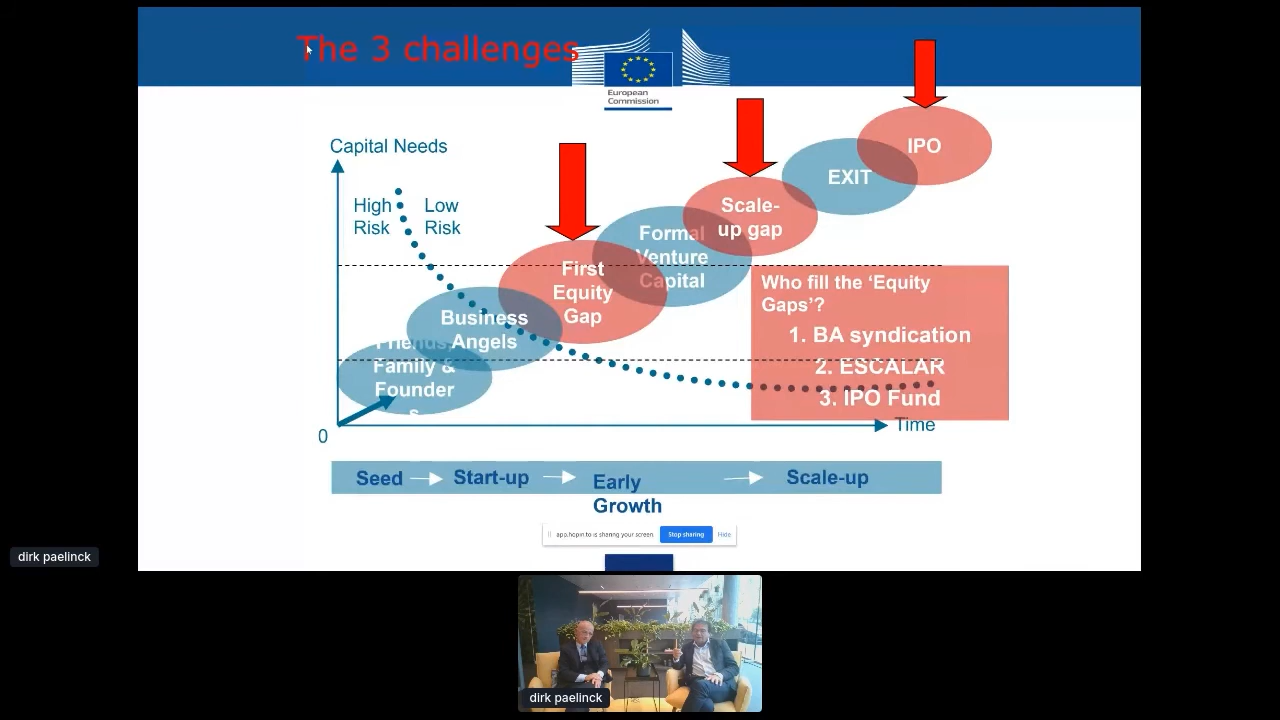 The 3 challenges
European
Commission
Capital Needs
High
Risk
Low
Risk
IPO
EXIT
Scale-
up gap
Formal
Venture
Capital
First
Equity
Gap
Business
Angels
Friends,
Family &
Founder
s
Who fill the ‘Equity
Gaps’?
1. BA syndication
2. ESCALAR
3. IPO Fund
0
Time
Seed
Start-up
Early
Growth
Scale-up
app.hopin.to is sharing your screen.
Stop sharing
Hide
dirk paelinck
dirk paelinck